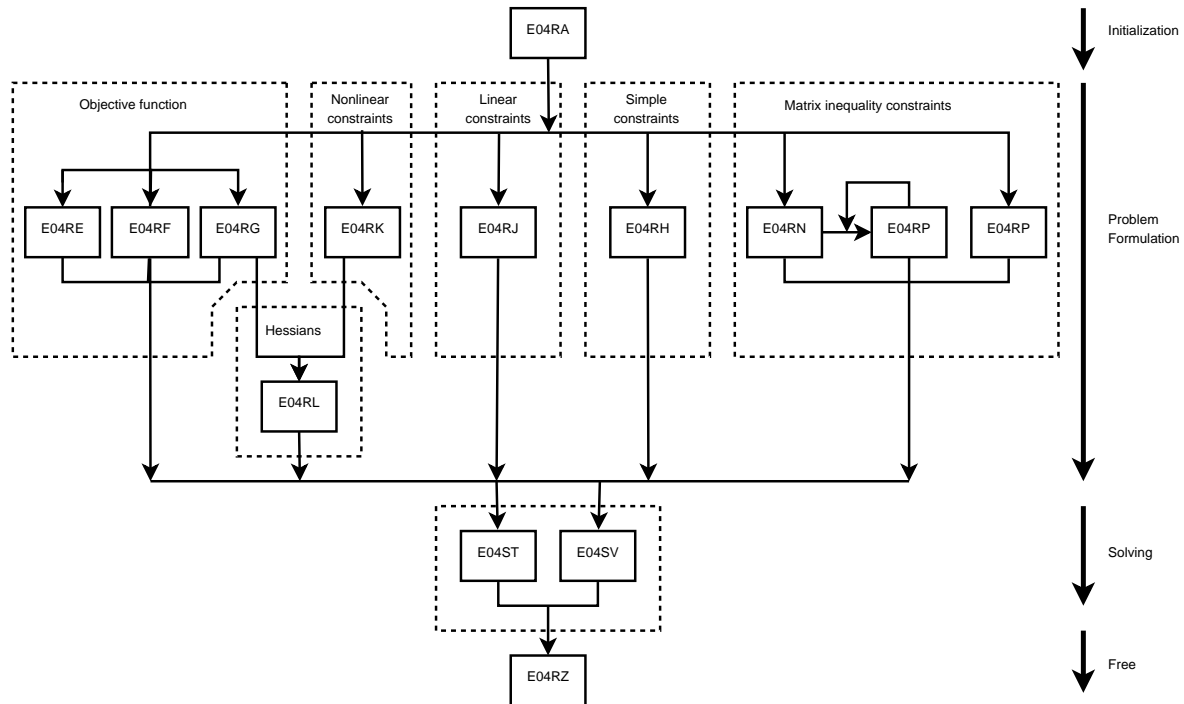 E04RA
Initialization
Objective function
Nonlinear
constraints
Linear
constraints
Simple
constraints
Matrix inequality constraints
E04RE
E04RF
E04RG
E04RK
E04RJ
E04RH
E04RN
E04RP
E04RP
Problem
Formulation
Hessians
E04RL
E04ST
E04SV
Solving
E04RZ
Free